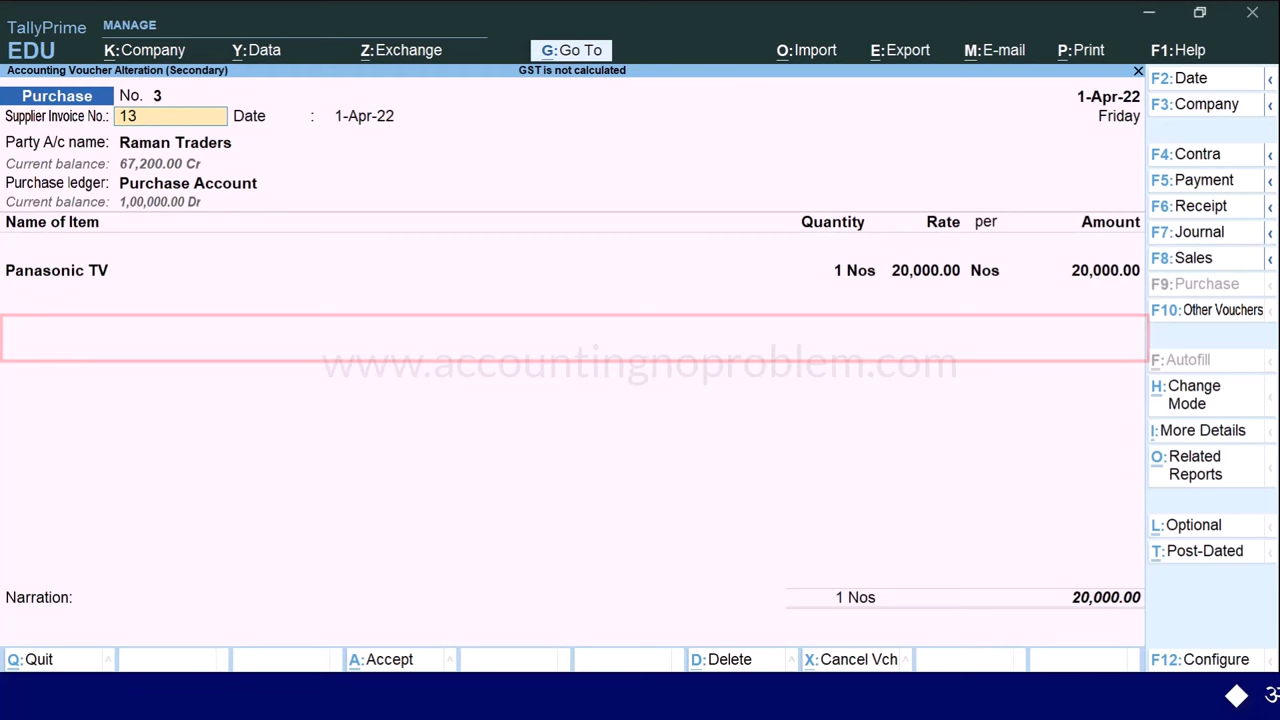 TallyPrime
EDU
MANAGE
K:Company Y:Data Z:Exchange G:Go To O:Import E:Export M:E-mail P:Print F1:Help
Accounting Voucher Alteration (Secondary) GST is not calculated
Purchase No. 3 1-Apr-22
Supplier Invoice No.: 13 Date : 1-Apr-22 Friday
Party A/c name: Raman Traders
Current balance: 67,200.00 Cr
Purchase ledger: Purchase Account
Current balance: 1,00,000.00 Dr
Name of Item Quantity Rate per Amount
Panasonic TV 1 Nos 20,000.00 Nos 20,000.00
www.accountingnoproblem.com
Narration: 1 Nos 20,000.00
F2:Date
F3:Company
F4:Contra
F5:Payment
F6:Receipt
F7:Journal
F8:Sales
F9:Purchase
F10:Other Vouchers
F:Autofill
H:Change
Mode
I:More Details
O:Related
Reports
L:Optional
T:Post-Dated
Q:Quit A:Accept D:Delete X:Cancel Vch F12:Configure